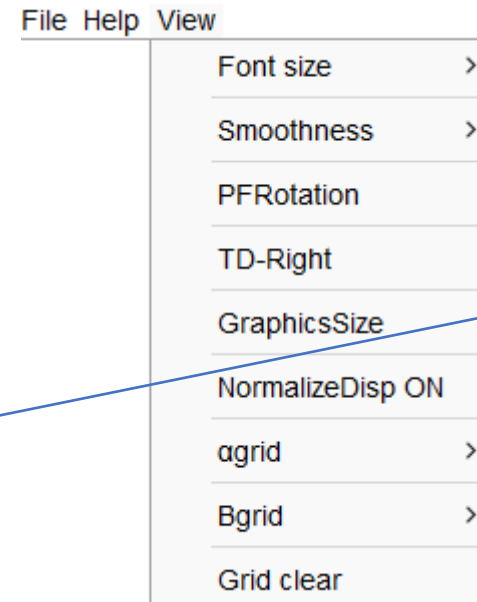 File Help View
Font size >
Smoothness >
PFRotation
TD-Right
GraphicsSize
NormalizeDisp ON
αgrid >
Bgrid >
Grid clear